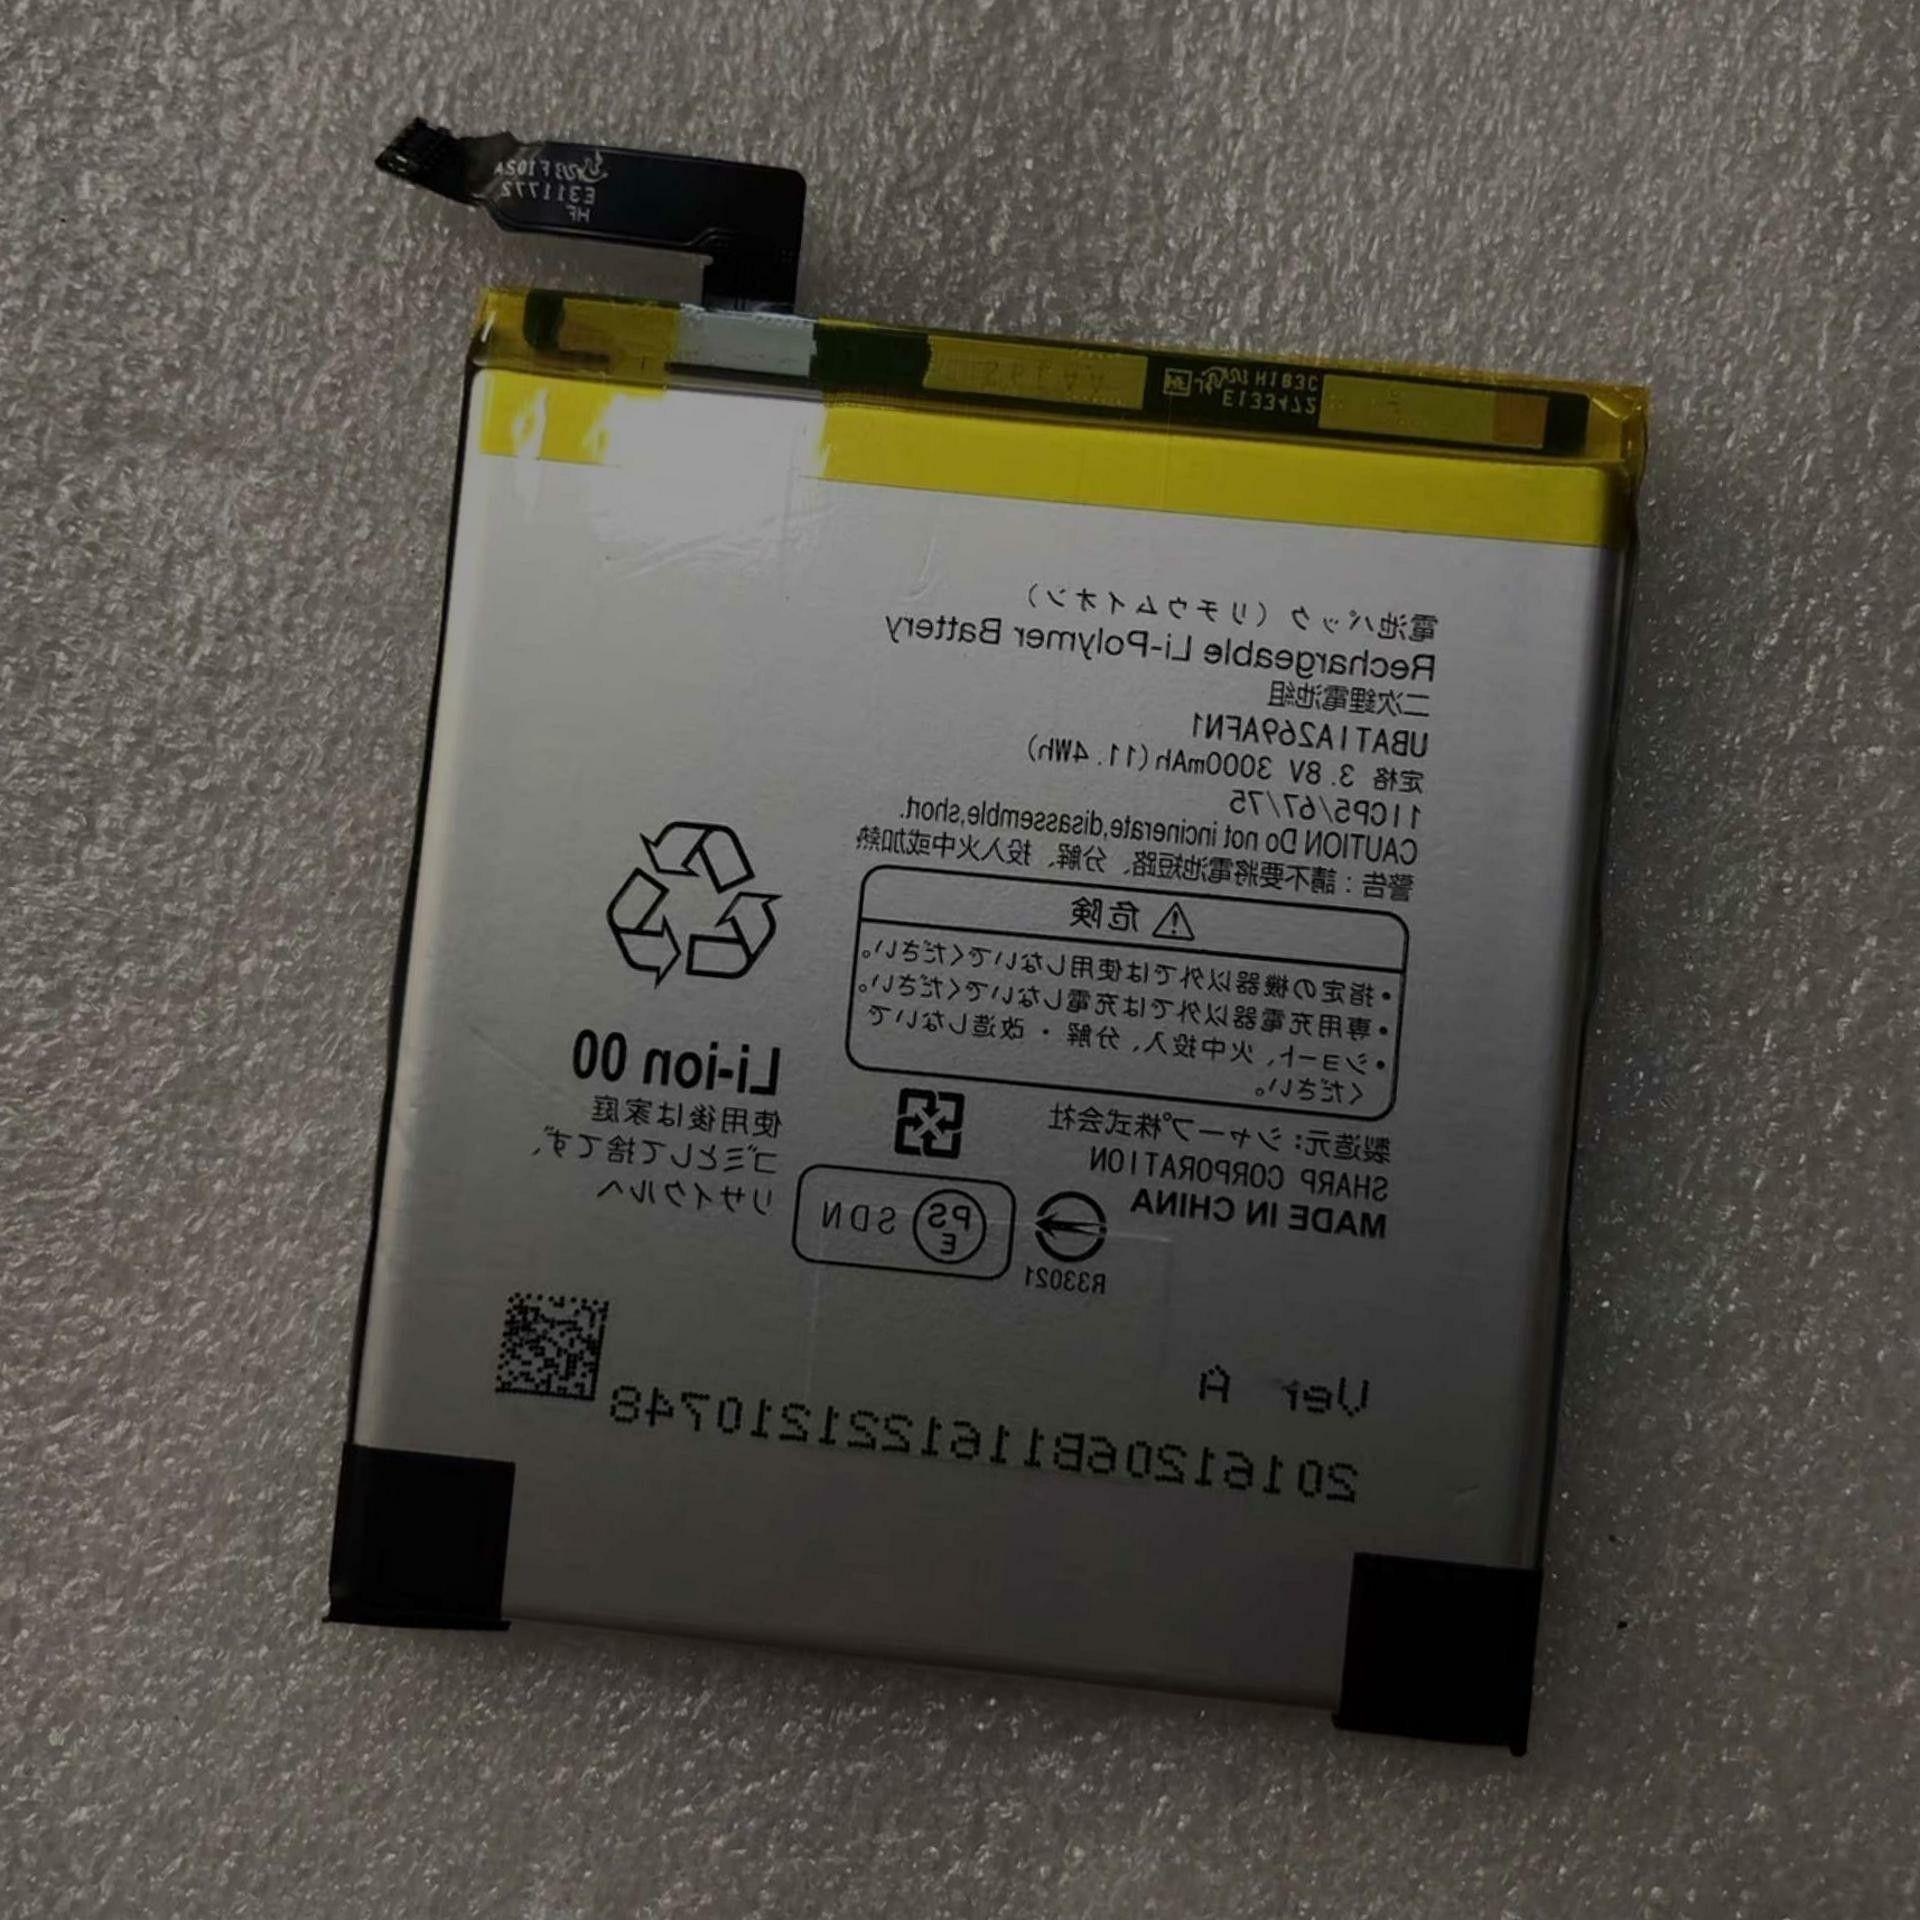 F102A
E311772
HF
H183C
E133472
電池パック（リチウムイオン）
Rechargeable Li-Polymer Battery
二次鋰電池組
UBATIA269AFN1
定格 3.8V 3000mAh(11.4Wh)
1ICP5/67/75
CAUTION Do not incinerate,disassemble,short.
警告：請不要將電池短路、分解、投入火中或加熱
⚠危険
・指定の機器以外では使用しないでください。
・専用充電器以外では充電しないでください。
・ショート、火中投入、分解・改造しないで
ください。
製造元：シャープ株式会社
SHARP CORPORATION
MADE IN CHINA
R33021
PS
E
SDN
Li-ion 00
使用後は家庭
ゴミとして捨てず、
リサイクルへ
Ver A
20161206B1161221210748